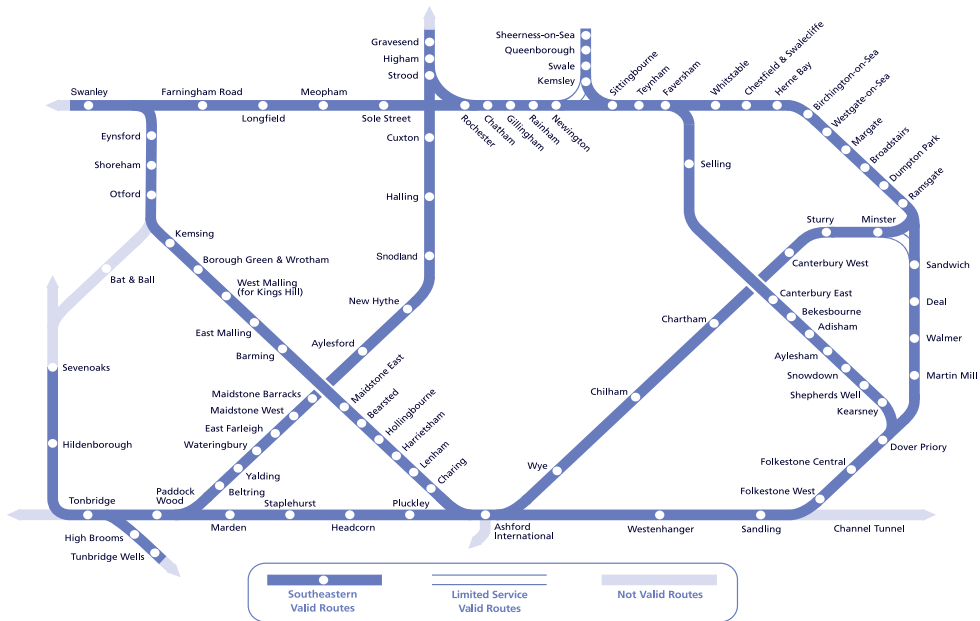 Gravesend
Higham
Strood
Sheerness-on-Sea
Queenborough
Swale
Kemsley
Swanley
Farningham Road
Longfield
Meopham
Sole Street
Rochester
Chatham
Gillingham
Rainham
Newington
Sittingbourne
Teynham
Faversham
Whitstable
Chestfield & Swalecliffe
Herne Bay
Birchington-on-Sea
Westgate-on-Sea
Margate
Broadstairs
Dumpton Park
Ramsgate
Eynsford
Shoreham
Otford
Cuxton
Halling
Snodland
New Hythe
Aylesford
Selling
Sturry
Minster
Canterbury West
Sandwich
Deal
Walmer
Martin Mill
Kemsing
Borough Green & Wrotham
West Malling
(for Kings Hill)
East Malling
Barming
Bat & Ball
Sevenoaks
Hildenborough
Maidstone Barracks
Maidstone West
East Farleigh
Wateringbury
Yalding
Beltring
Maidstone East
Bearsted
Hollingbourne
Harrietsham
Lenham
Charing
Chartham
Chilham
Wye
Canterbury East
Bekesbourne
Adisham
Aylesham
Snowdown
Shepherds Well
Kearsney
Dover Priory
Folkestone Central
Folkestone West
Tonbridge
Paddock
Wood
Marden
Staplehurst
Headcorn
Pluckley
Ashford
International
Westenhanger
Sandling
Channel Tunnel
High Brooms
Tunbridge Wells
Southeastern
Valid Routes
Limited Service
Valid Routes
Not Valid Routes